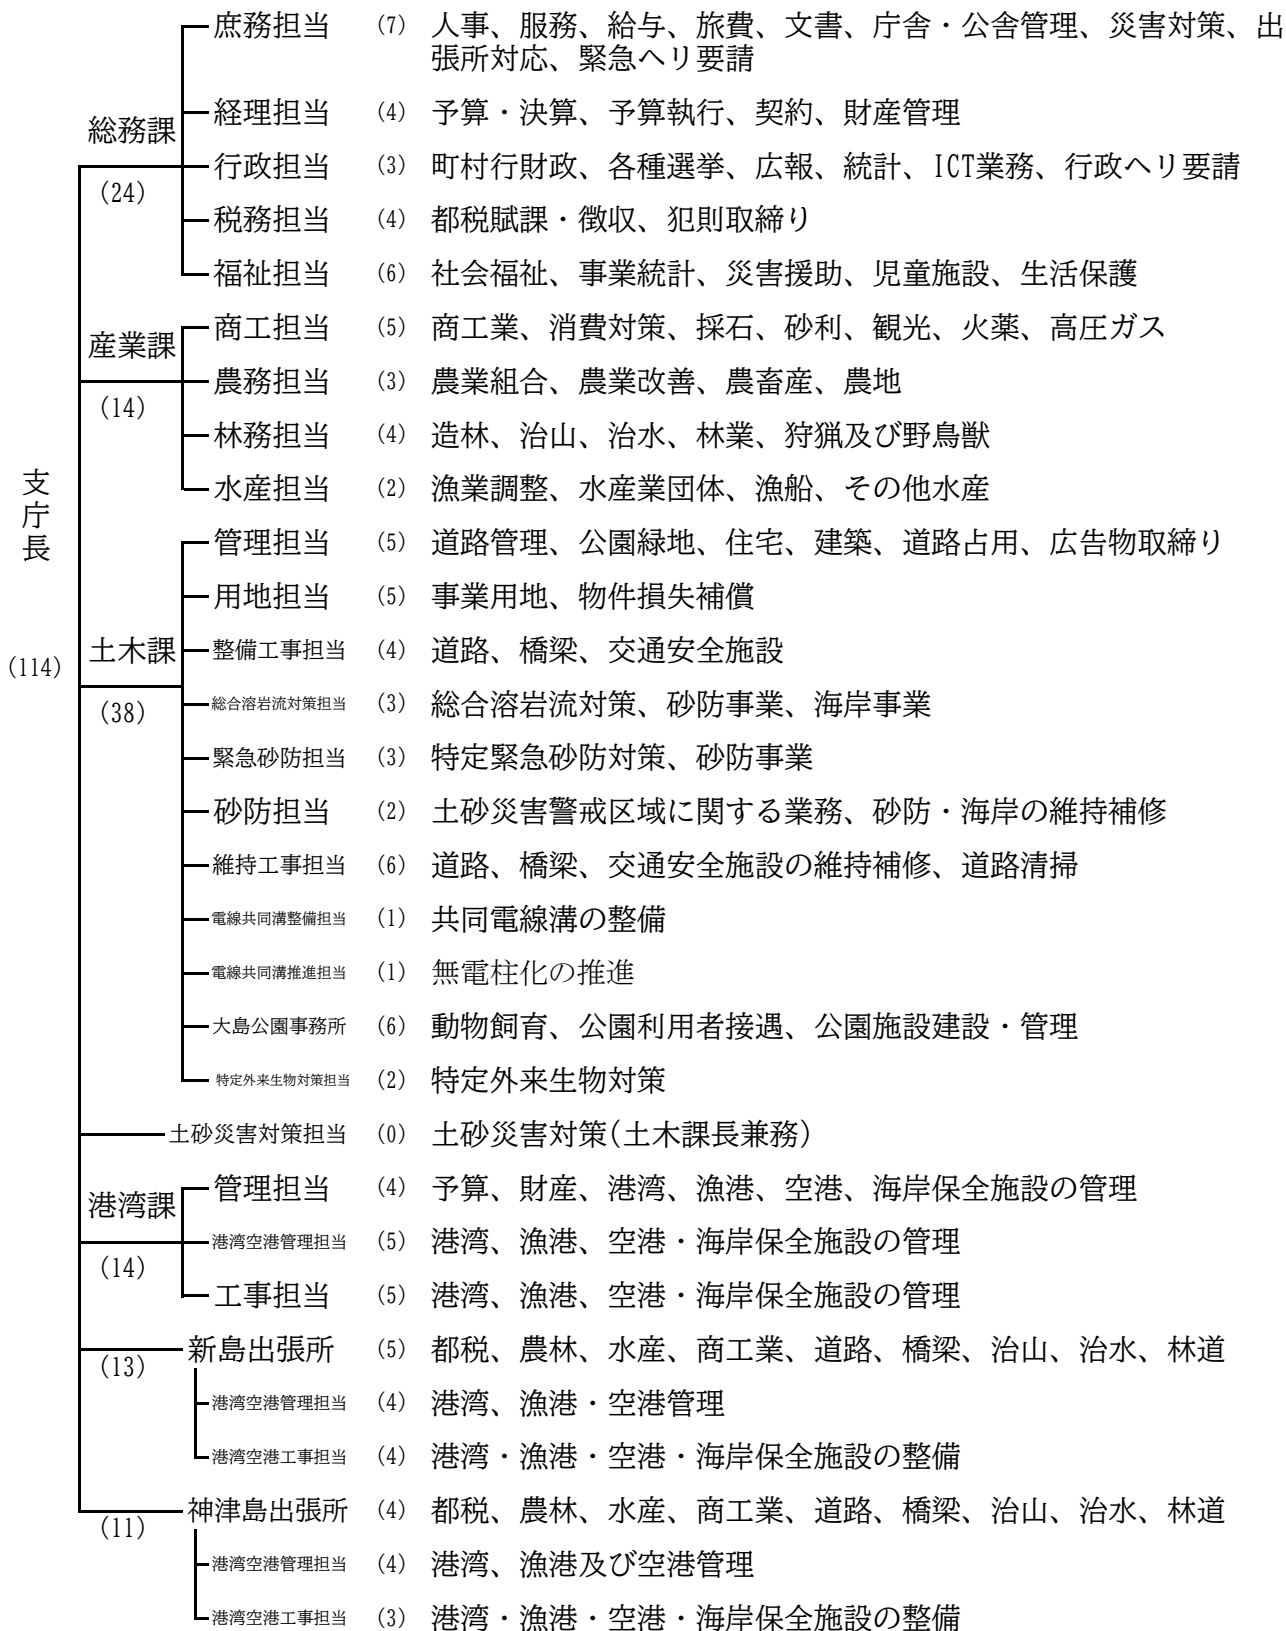 支庁長
(114)
総務課
(24)
庶務担当 (7) 人事、服務、給与、旅費、文書、庁舎・公舎管理、災害対策、出
張所対応、緊急ヘリ要請
経理担当 (4) 予算・決算、予算執行、契約、財産管理
行政担当 (3) 町村行財政、各種選挙、広報、統計、ICT業務、行政ヘリ要請
税務担当 (4) 都税賦課・徴収、犯則取締り
福祉担当 (6) 社会福祉、事業統計、災害援助、児童施設、生活保護
産業課
(14)
商工担当 (5) 商工業、消費対策、採石、砂利、観光、火薬、高圧ガス
農務担当 (3) 農業組合、農業改善、農畜産、農地
林務担当 (4) 造林、治山、治水、林業、狩猟及び野鳥獣
水産担当 (2) 漁業調整、水産業団体、漁船、その他水産
土木課
(38)
管理担当 (5) 道路管理、公園緑地、住宅、建築、道路占用、広告物取締り
用地担当 (5) 事業用地、物件損失補償
整備工事担当 (4) 道路、橋梁、交通安全施設
総合溶岩流対策担当 (3) 総合溶岩流対策、砂防事業、海岸事業
緊急砂防担当 (3) 特定緊急砂防対策、砂防事業
砂防担当 (2) 土砂災害警戒区域に関する業務、砂防・海岸の維持補修
維持工事担当 (6) 道路、橋梁、交通安全施設の維持補修、道路清掃
電線共同溝整備担当 (1) 共同電線溝の整備
電線共同溝推進担当 (1) 無電柱化の推進
大島公園事務所 (6) 動物飼育、公園利用者接遇、公園施設建設・管理
特定外来生物対策担当 (2) 特定外来生物対策
土砂災害対策担当 (0) 土砂災害対策(土木課長兼務)
港湾課
(14)
管理担当 (4) 予算、財産、港湾、漁港、空港、海岸保全施設の管理
港湾空港管理担当 (5) 港湾、漁港、空港・海岸保全施設の管理
工事担当 (5) 港湾、漁港、空港・海岸保全施設の管理
(13)
新島出張所 (5) 都税、農林、水産、商工業、道路、橋梁、治山、治水、林道
港湾空港管理担当 (4) 港湾、漁港・空港管理
港湾空港工事担当 (4) 港湾・漁港・空港・海岸保全施設の整備
(11)
神津島出張所 (4) 都税、農林、水産、商工業、道路、橋梁、治山、治水、林道
港湾空港管理担当 (4) 港湾、漁港及び空港管理
港湾空港工事担当 (3) 港湾・漁港・空港・海岸保全施設の整備